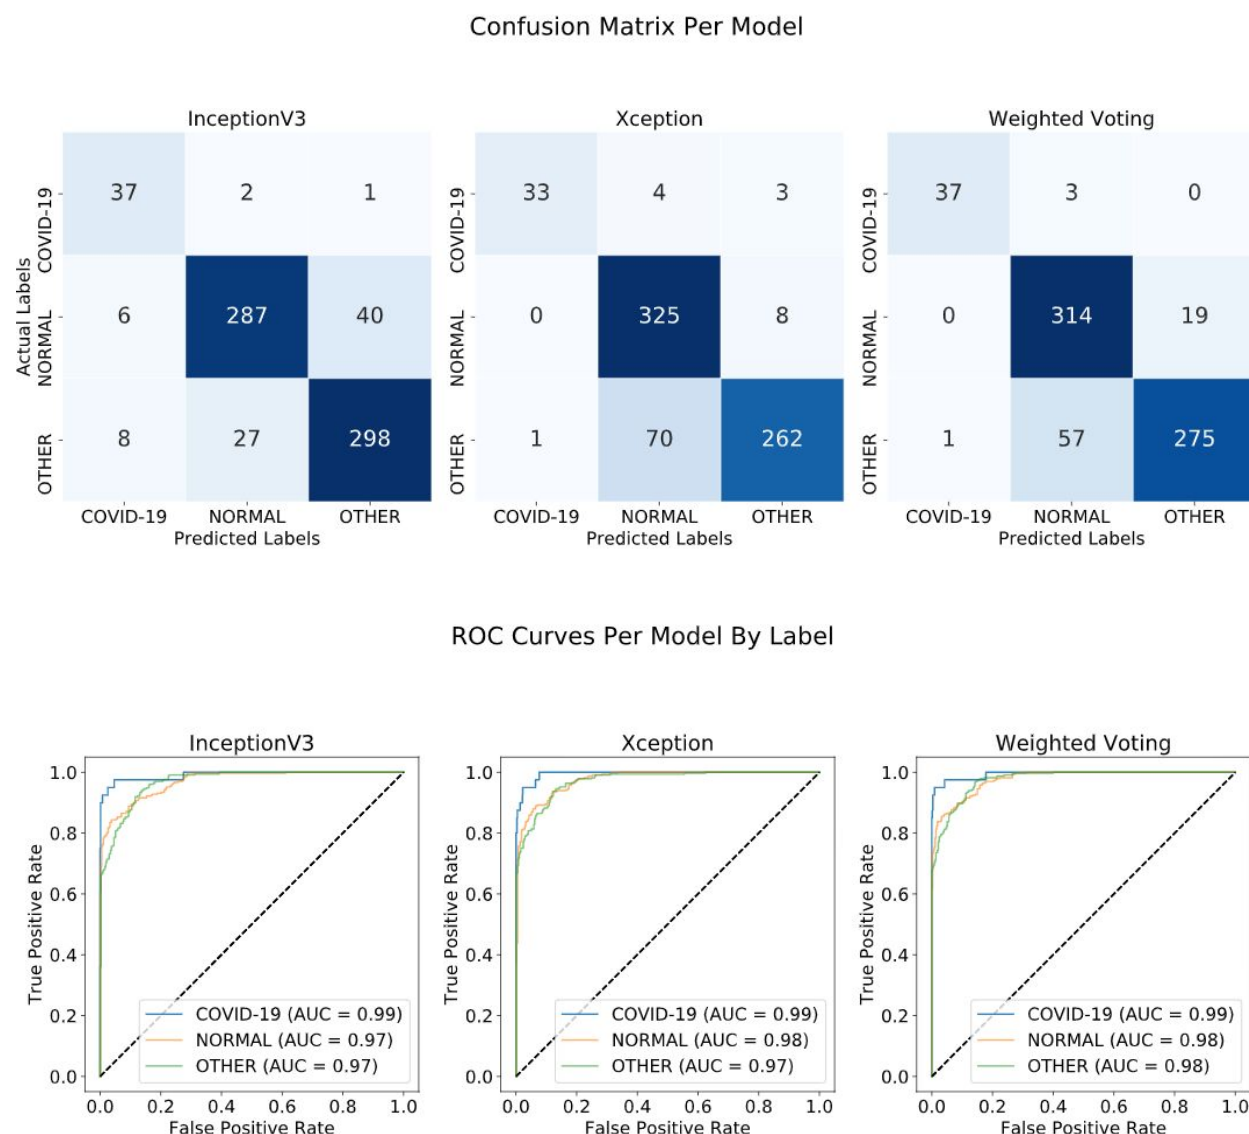 Confusion Matrix Per Model
InceptionV3
Xception
Weighted Voting
Actual Labels
COVID-19
NORMAL
OTHER
37 2 1
6 287 40
8 27 298
COVID-19 NORMAL OTHER
Predicted Labels
COVID-19
NORMAL
OTHER
33 4 3
0 325 8
1 70 262
COVID-19 NORMAL OTHER
Predicted Labels
COVID-19
NORMAL
OTHER
37 3 0
0 314 19
1 57 275
COVID-19 NORMAL OTHER
Predicted Labels
ROC Curves Per Model By Label
InceptionV3
True Positive Rate
1.0
0.8
0.6
0.4
0.2
0.0
COVID-19 (AUC = 0.99)
NORMAL (AUC = 0.97)
OTHER (AUC = 0.97)
0.0 0.2 0.4 0.6 0.8 1.0
False Positive Rate
Xception
True Positive Rate
1.0
0.8
0.6
0.4
0.2
0.0
COVID-19 (AUC = 0.99)
NORMAL (AUC = 0.98)
OTHER (AUC = 0.97)
0.0 0.2 0.4 0.6 0.8 1.0
False Positive Rate
Weighted Voting
True Positive Rate
1.0
0.8
0.6
0.4
0.2
0.0
COVID-19 (AUC = 0.99)
NORMAL (AUC = 0.98)
OTHER (AUC = 0.98)
0.0 0.2 0.4 0.6 0.8 1.0
False Positive Rate